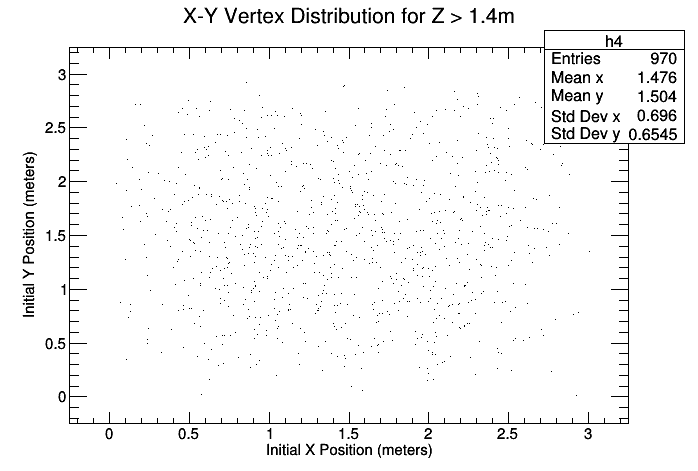 X-Y Vertex Distribution for Z > 1.4m
h4
Entries 970
Mean x 1.476
Mean y 1.504
Std Dev x 0.696
Std Dev y 0.6545
3
2.5
2
1.5
1
0.5
0
Initial Y Position (meters)
0 0.5 1 1.5 2 2.5 3
Initial X Position (meters)